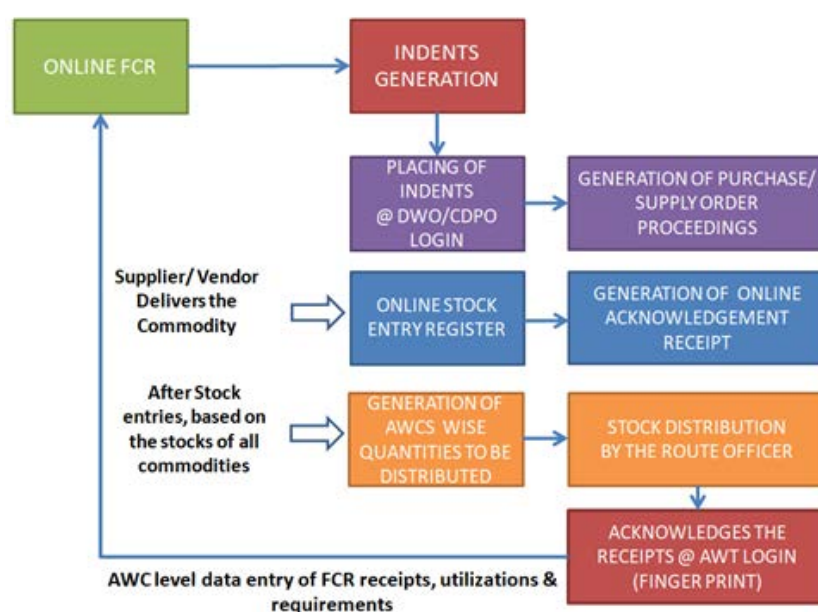 ONLINE FCR
INDENTS
GENERATION
PLACING OF
INDENTS
@ DWO/CDPO
LOGIN
GENERATION OF PURCHASE/
SUPPLY ORDER
PROCEEDINGS
Supplier/ Vendor
Delivers the
Commodity
ONLINE STOCK
ENTRY REGISTER
GENERATION OF ONLINE
ACKNOWLEDGEMENT
RECEIPT
After Stock
entries, based on
the stocks of all
commodities
GENERATION OF
AWCS WISE
QUANTITIES TO BE
DISTRIBUTED
STOCK DISTRIBUTION
BY THE ROUTE OFFICER
ACKNOWLEDGES THE
RECEIPTS @ AWT LOGIN
(FINGER PRINT)
AWC level data entry of FCR receipts, utilizations &
requirements